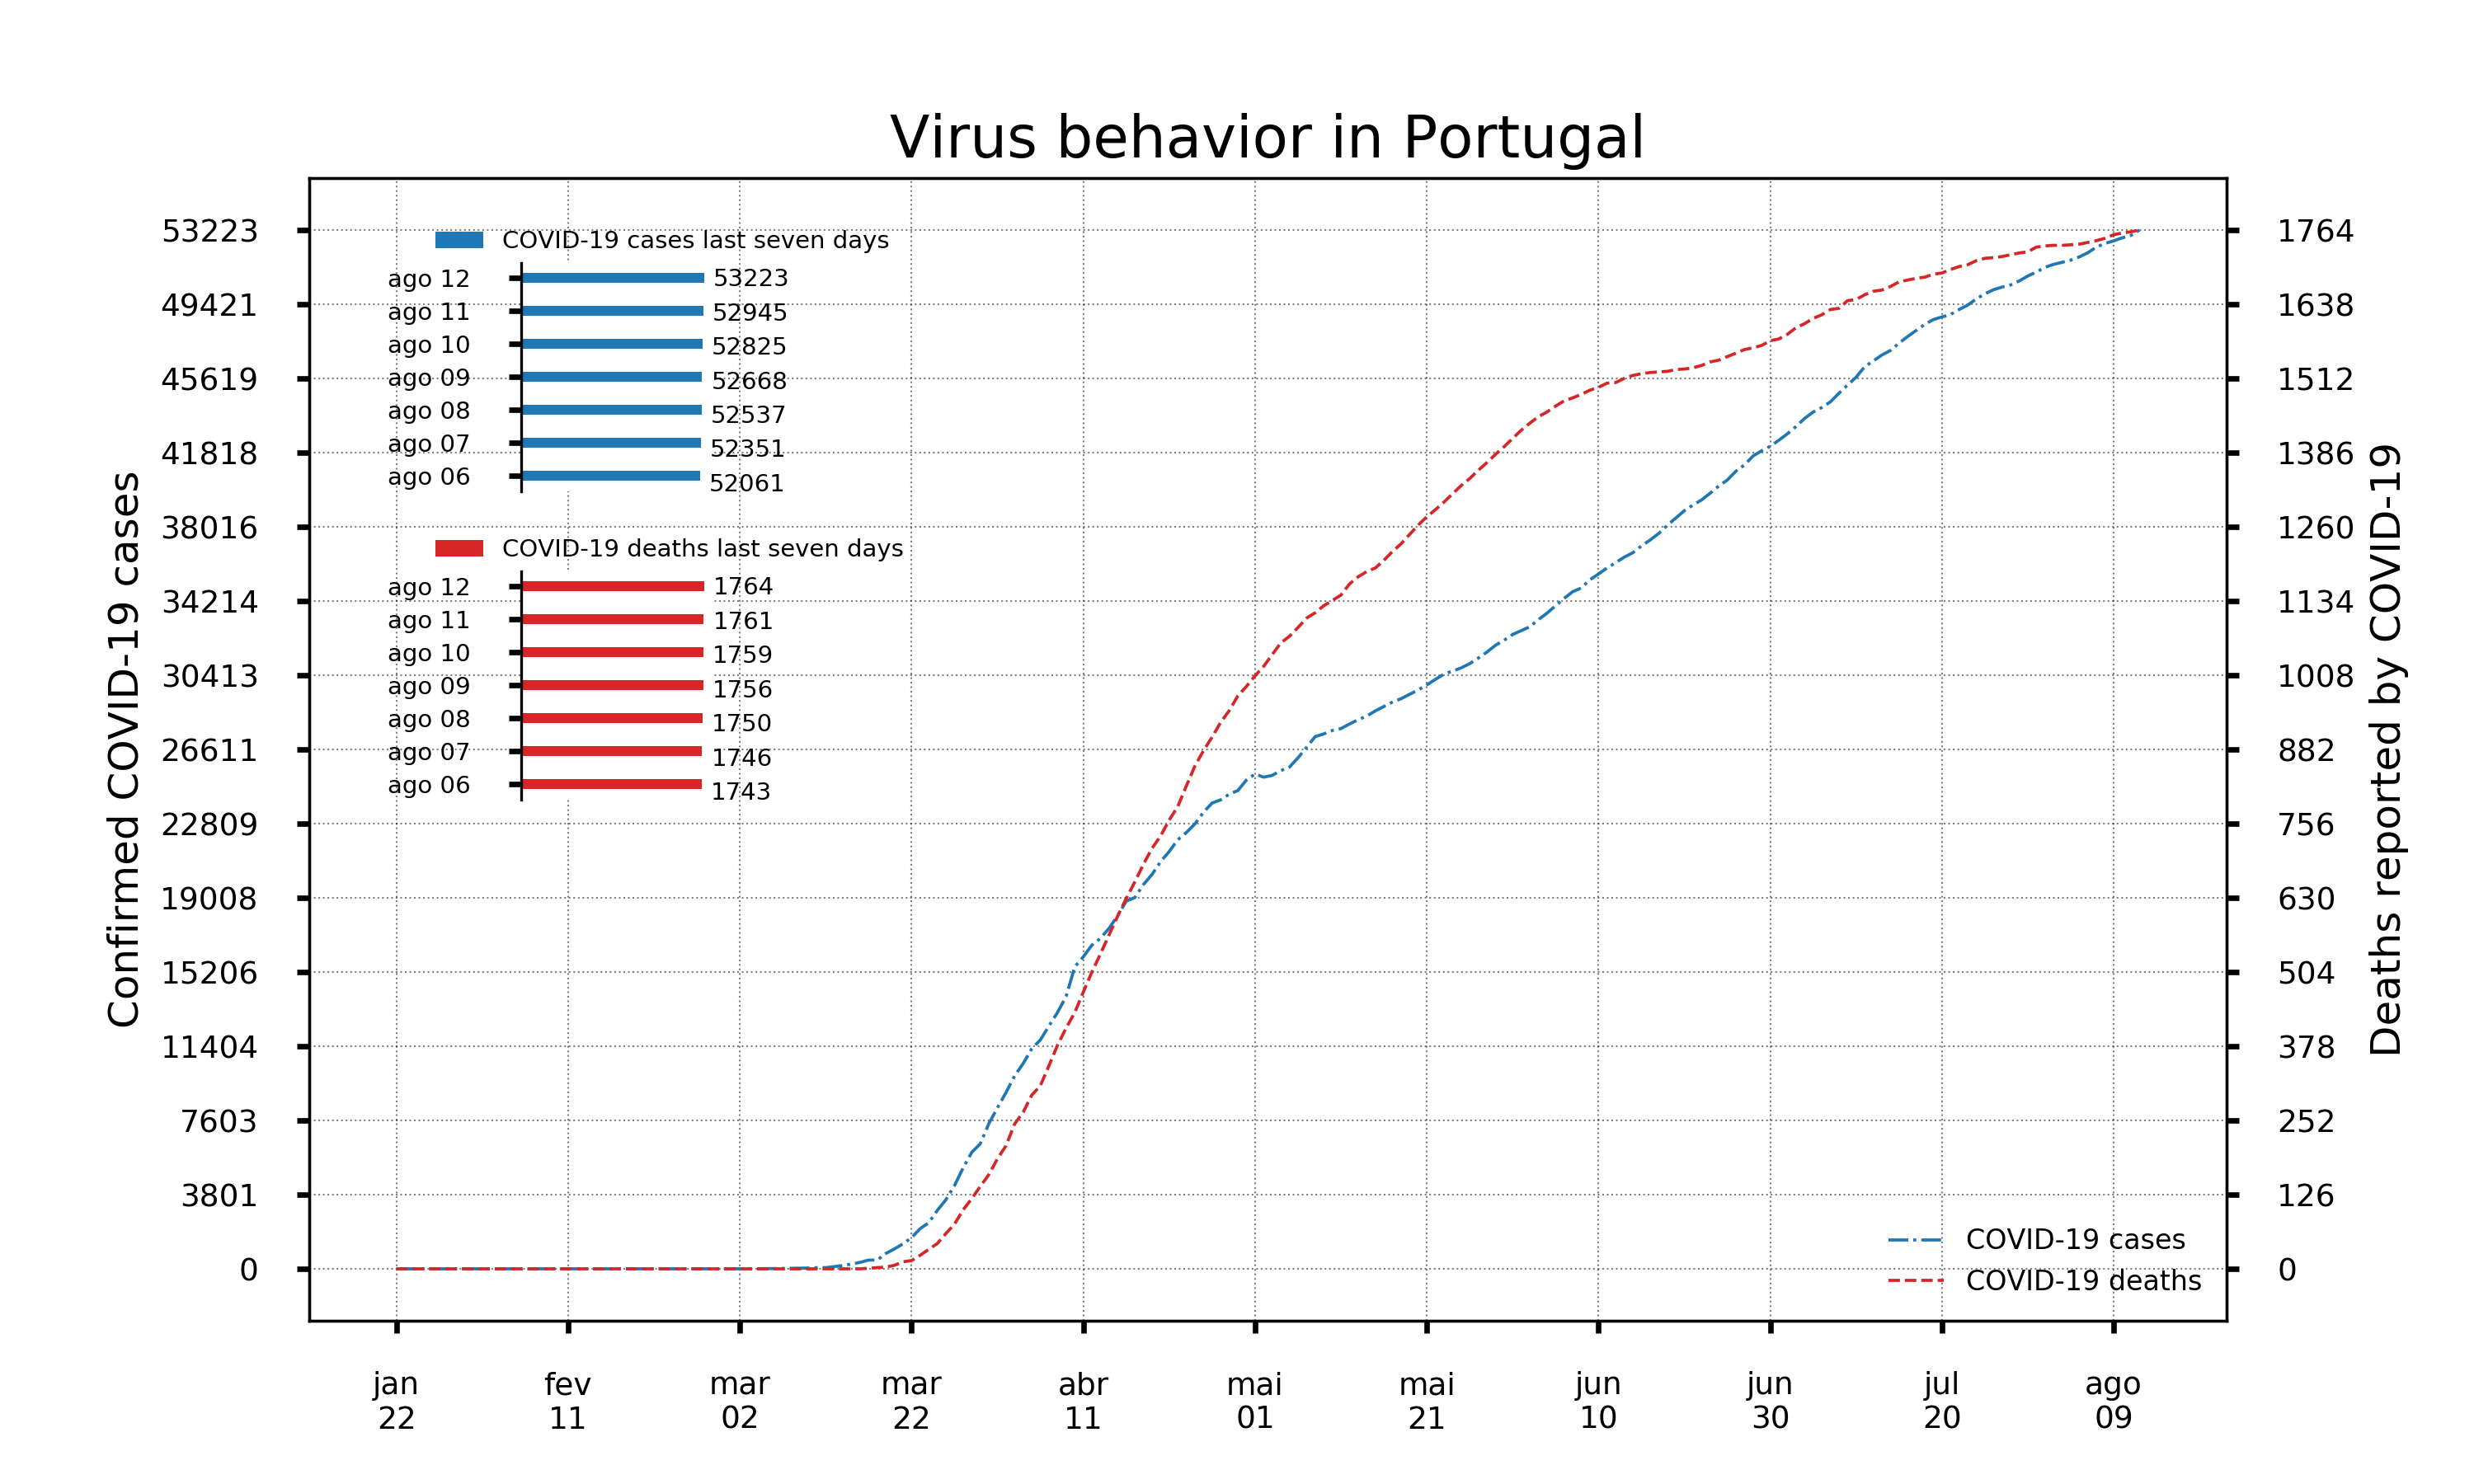 Virus behavior in Portugal
Confirmed COVID-19 cases
53223
49421
45619
41818
38016
34214
30413
26611
22809
19008
15206
11404
7603
3801
0
COVID-19 cases last seven days
ago 12 53223
ago 11 52945
ago 10 52825
ago 09 52668
ago 08 52537
ago 07 52351
ago 06 52061
COVID-19 deaths last seven days
ago 12 1764
ago 11 1761
ago 10 1759
ago 09 1756
ago 08 1750
ago 07 1746
ago 06 1743
1764
1638
1512
1386
1260
1134
1008
882
756
630
504
378
252
126
0
Deaths reported by COVID-19
COVID-19 cases
COVID-19 deaths
jan fev mar mar abr mai mai jun jun jul ago
22 11 02 22 11 01 21 10 30 20 09